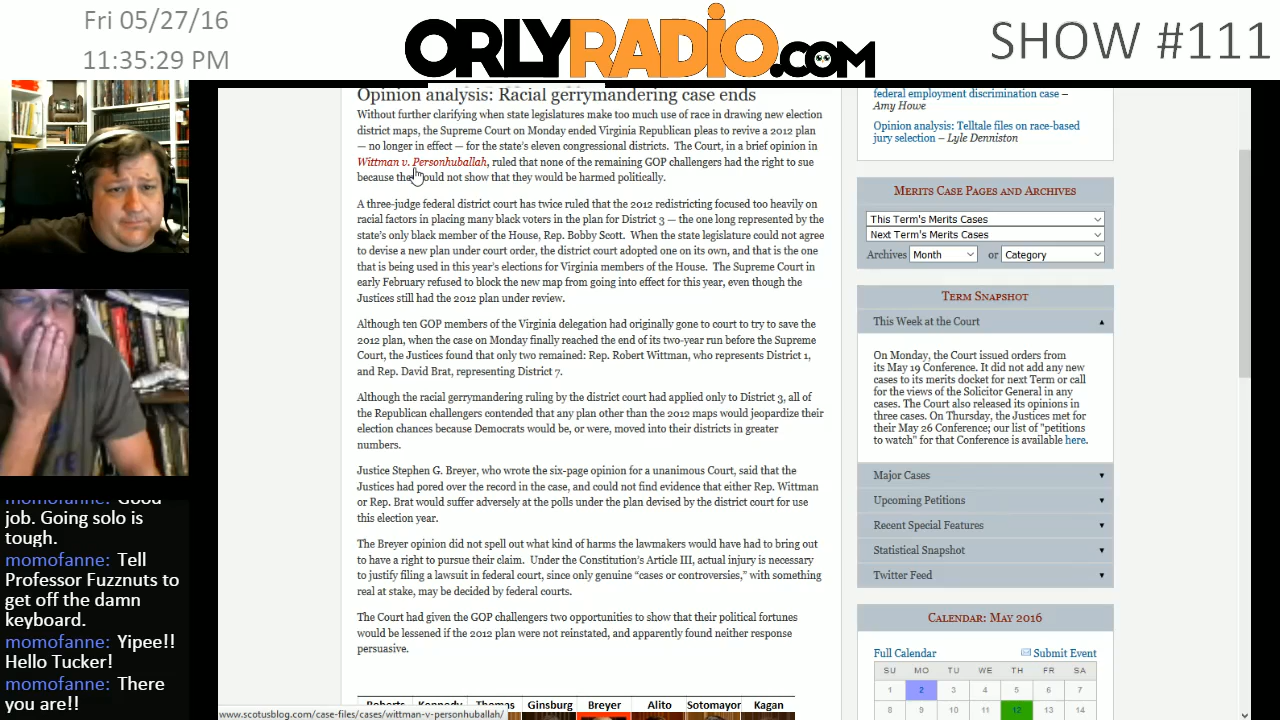 Fri 05/27/16
11:35:29 PM
ORLYRADIO.COM
SHOW #111
Opinion analysis: Racial gerrymandering case ends
Without further clarifying when state legislatures make too much use of race in drawing new election
district maps, the Supreme Court on Monday ended Virginia Republican pleas to revive a 2012 plan
— no longer in effect — for the state's eleven congressional districts.  The Court, in a brief opinion in
Wittman v. Personhuballah, ruled that none of the remaining GOP challengers had the right to sue
because they could not show that they would be harmed politically.
A three-judge federal district court has twice ruled that the 2012 redistricting focused too heavily on
racial factors in placing many black voters in the plan for District 3 — the one long represented by the
state's only black member of the House, Rep. Bobby Scott.  When the state legislature could not agree
to devise a new plan under court order, the district court adopted one on its own, and that is the one
that is being used in this year's elections for Virginia members of the House.  The Supreme Court in
early February refused to block the new map from going into effect for this year, even though the
Justices still had the 2012 plan under review.
Although ten GOP members of the Virginia delegation had originally gone to court to try to save the
2012 plan, when the case on Monday finally reached the end of its two-year run before the Supreme
Court, the Justices found that only two remained: Rep. Robert Wittman, who represents District 1,
and Rep. David Brat, representing District 7.
Although the racial gerrymandering ruling by the district court had applied only to District 3, all of
the Republican challengers contended that any plan other than the 2012 maps would jeopardize their
election chances because Democrats would be, or were, moved into their districts in greater
numbers.
Justice Stephen G. Breyer, who wrote the six-page opinion for a unanimous Court, said that the
Justices had pored over the record in the case, and could not find evidence that either Rep. Wittman
or Rep. Brat would suffer adversely at the polls under the plan devised by the district court for use
this election year.
The Breyer opinion did not spell out what kind of harms the lawmakers would have had to bring out
to have a right to pursue their claim.  Under the Constitution's Article III, actual injury is necessary
to justify filing a lawsuit in federal court, since only genuine "cases or controversies," with something
real at stake, may be decided by federal courts.
The Court had given the GOP challengers two opportunities to show that their political fortunes
would be lessened if the 2012 plan were not reinstated, and apparently found neither response
persuasive.
Roberts Kennedy Thomas Ginsburg Breyer Alito Sotomayor Kagan
www.scotusblog.com/case-files/cases/wittman-v-personhuballah/
federal employment discrimination case –
Amy Howe
Opinion analysis: Telltale files on race-based
jury selection – Lyle Denniston
Merits Case Pages and Archives
This Term's Merits Cases
Next Term's Merits Cases
Archives Month or Category
Term Snapshot
This Week at the Court
On Monday, the Court issued orders from
its May 19 Conference. It did not add any new
cases to its merits docket for next Term or call
for the views of the Solicitor General in any
cases. The Court also released its opinions in
three cases. On Thursday, the Justices met for
their May 26 Conference; our list of "petitions
to watch" for that Conference is available here.
Major Cases
Upcoming Petitions
Recent Special Features
Statistical Snapshot
Twitter Feed
Calendar: May 2016
Full Calendar Submit Event
SU MO TU WE TH FR SA
1 2 3 4 5 6 7
8 9 10 11 12 13 14
momofanne: Good
job. Going solo is
tough.
momofanne: Tell
Professor Fuzznuts to
get off the damn
keyboard.
momofanne: Yipee!!
Hello Tucker!
momofanne: There
you are!!